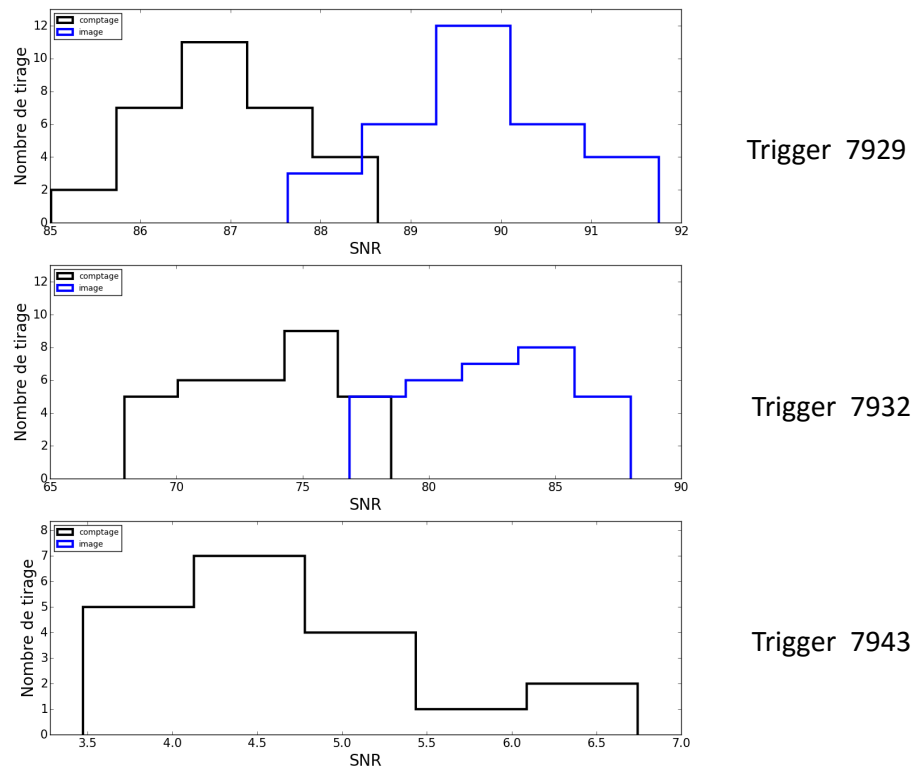 comptage
image
12
10
8
6
4
2
0
Nombre de tirage
85 86 87 88 89 90 91 92
SNR
Trigger 7929
comptage
image
12
10
8
6
4
2
0
Nombre de tirage
65 70 75 80 85 90
SNR
Trigger 7932
comptage
image
8
7
6
5
4
3
2
1
0
Nombre de tirage
3.5 4.0 4.5 5.0 5.5 6.0 6.5 7.0
SNR
Trigger 7943